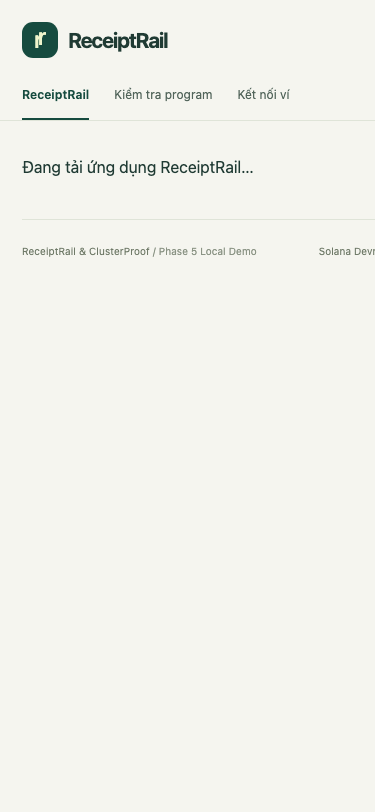 ReceiptRail
ReceiptRail Kiểm tra program Kết nối ví
Đang tải ứng dụng ReceiptRail...
ReceiptRail & ClusterProof / Phase 5 Local Demo Solana